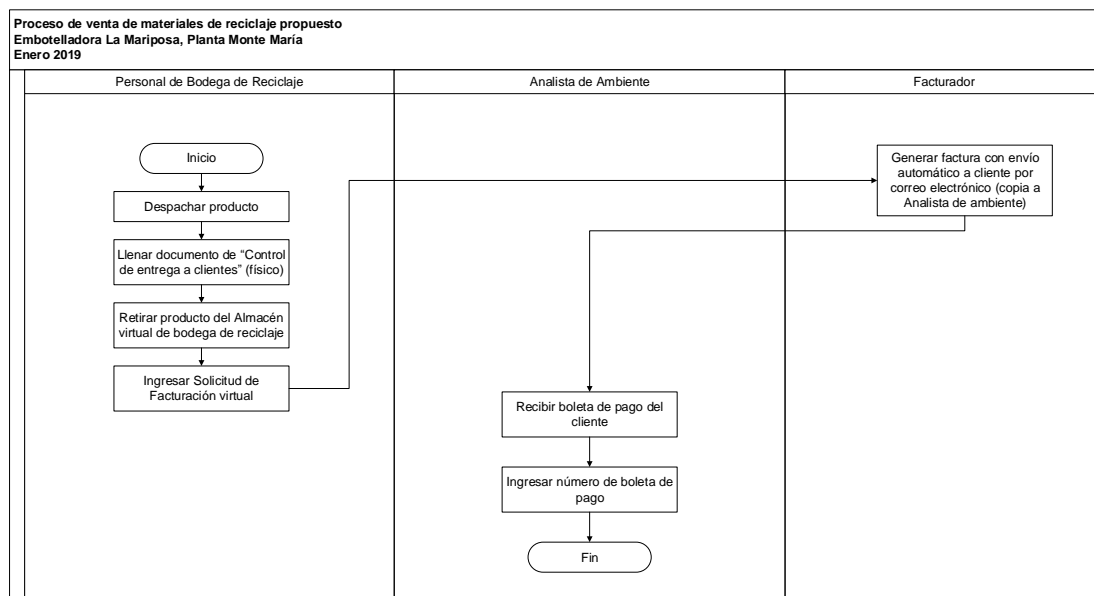 Proceso de venta de materiales de reciclaje propuesto
Embotelladora La Mariposa, Planta Monte María
Enero 2019
Personal de Bodega de Reciclaje
Analista de Ambiente
Facturador
Inicio
Despachar producto
Llenar documento de “Control
de entrega a clientes” (físico)
Retirar producto del Almacén
virtual de bodega de reciclaje
Ingresar Solicitud de
Facturación virtual
Generar factura con envío
automático a cliente por
correo electrónico (copia a
Analista de ambiente)
Recibir boleta de pago del
cliente
Ingresar número de boleta de
pago
Fin